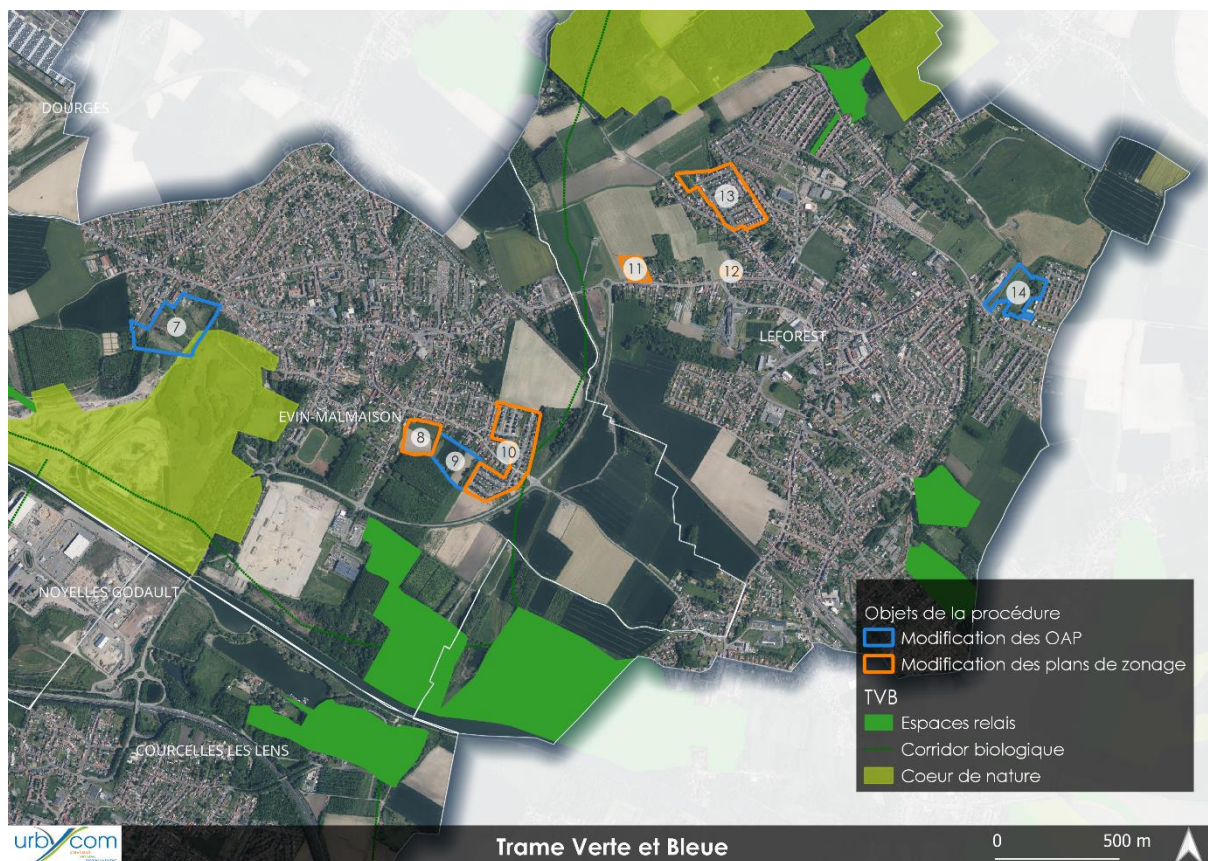 DOURGES
13
11
12
14
7
LEFOREST
EVIN-MALMAISON
8
9
10
NOYELLES GODAULT
COURCELLES LES LENS
Objets de la procédure
Modification des OAP
Modification des plans de zonage
TVB
Espaces relais
Corridor biologique
Coeur de nature
urbycom
Trame Verte et Bleue
0 500 m